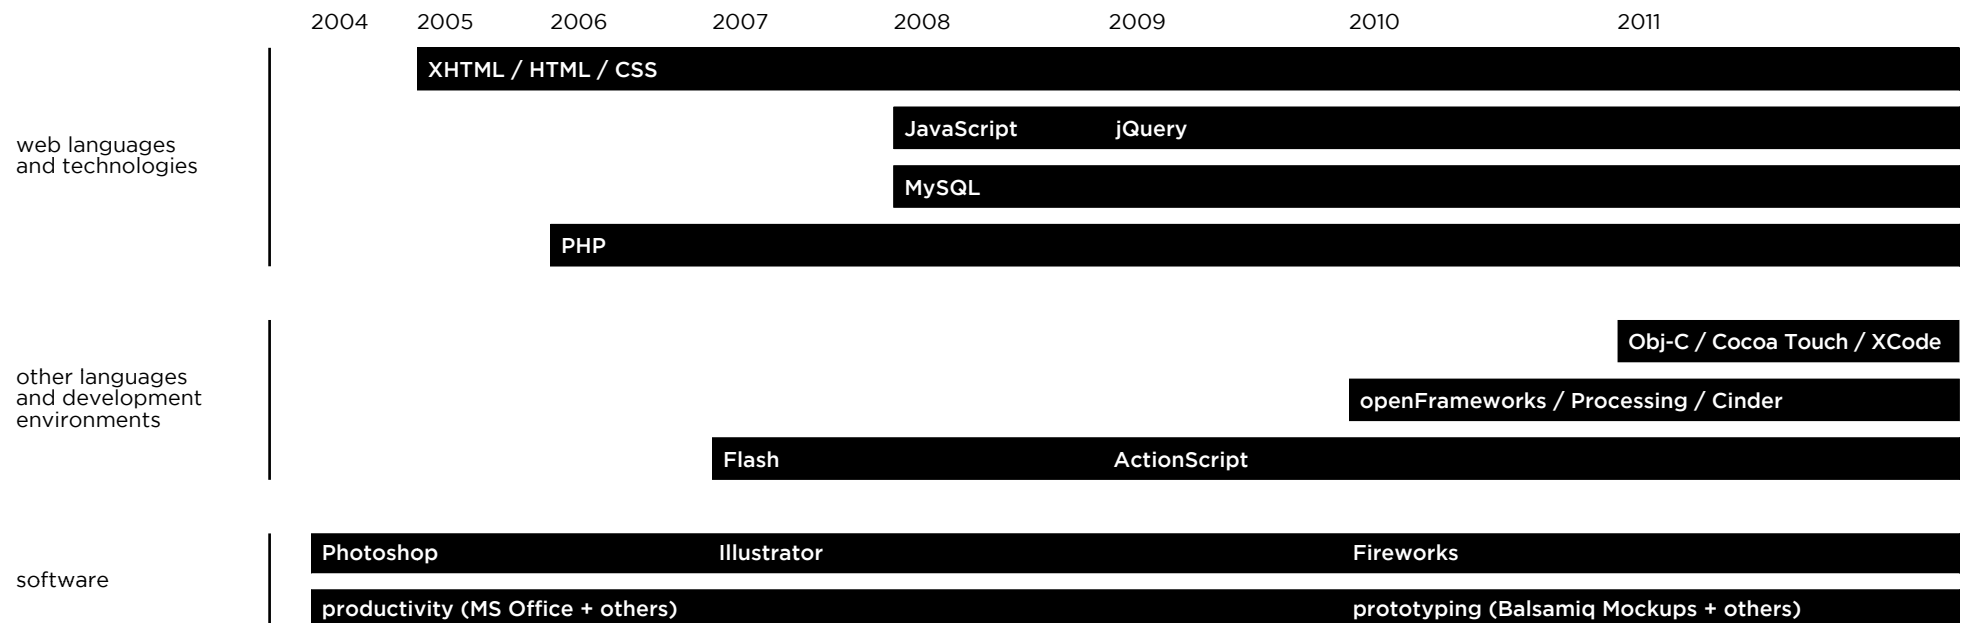 2004 2005 2006 2007 2008 2009 2010 2011
XHTML / HTML / CSS
JavaScript jQuery
web languages
and technologies
MySQL
PHP
Obj-C / Cocoa Touch / XCode
other languages
and development
environments
openFrameworks / Processing / Cinder
Flash ActionScript
Photoshop Illustrator Fireworks
software
productivity (MS Office + others) prototyping (Balsamiq Mockups + others)